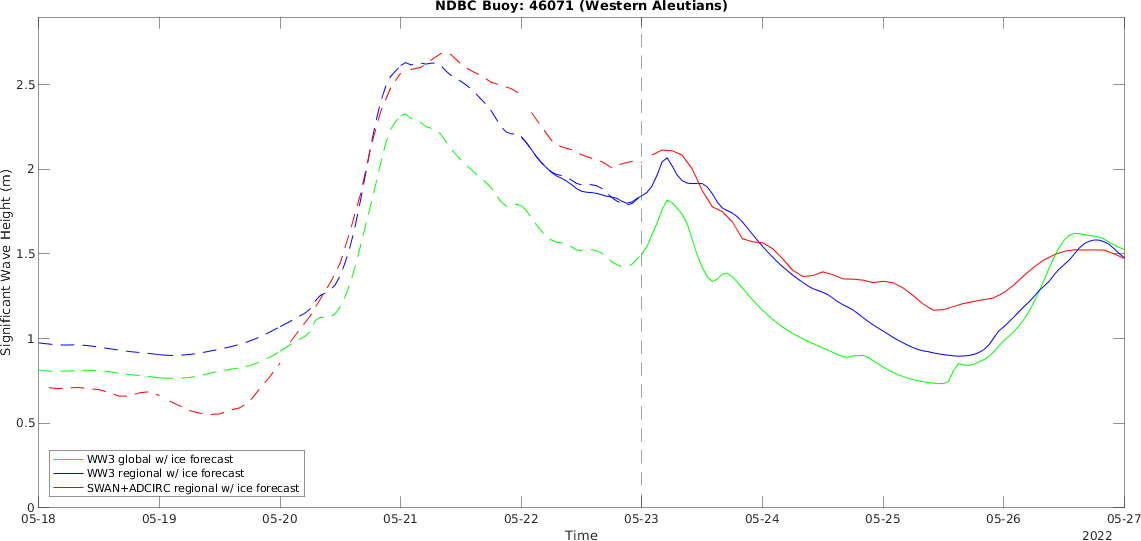 NDBC Buoy: 46071 (Western Aleutians)
Significant Wave Height (m)
2.5
2
1.5
1
0.5
0
WW3 global w/ ice forecast
WW3 regional w/ ice forecast
SWAN+ADCIRC regional w/ ice forecast
05-18 05-19 05-20 05-21 05-22 05-23 05-24 05-25 05-26 05-27
Time
2022